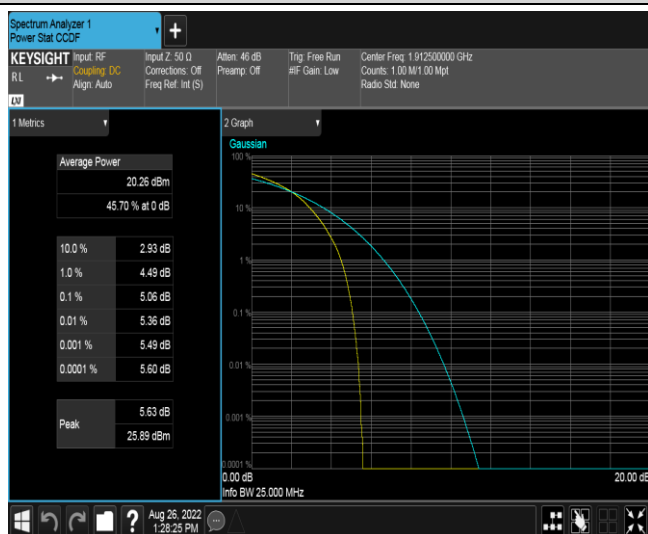 Spectrum Analyzer 1
Power Stat CCDF
KEYSIGHT
RL
LXI
Input: RF
Coupling: DC
Align: Auto
Input Z: 50 Ω
Corrections: Off
Freq Ref: Int (S)
Atten: 46 dB
Preamp: Off
Trig: Free Run
#IF Gain: Low
Center Freq: 1.912500000 GHz
Counts: 1.00 M/1.00 Mpt
Radio Std: None
1 Metrics
Average Power
20.26 dBm
45.70 % at 0 dB
10.0 % 2.93 dB
1.0 % 4.49 dB
0.1 % 5.06 dB
0.01 % 5.36 dB
0.001 % 5.49 dB
0.0001 % 5.60 dB
Peak
5.63 dB
25.89 dBm
2 Graph
Gaussian
100 %
10 %
1 %
0.1 %
0.01 %
0.001 %
0.0001 %
0.00 dB 20.00 dB
Info BW 25.000 MHz
?
Aug 26, 2022
1:28:25 PM